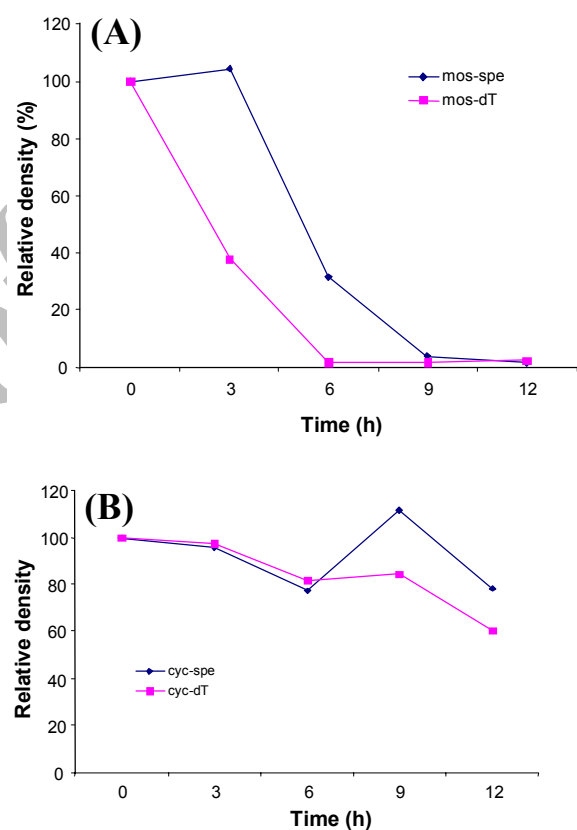 (A)
Relative density (%)
120
100
80
60
40
20
0
mos-spe
mos-dT
0 3 6 9 12
Time (h)
(B)
Relative density
120
100
80
60
40
20
0
cyc-spe
cyc-dT
0 3 6 9 12
Time (h)